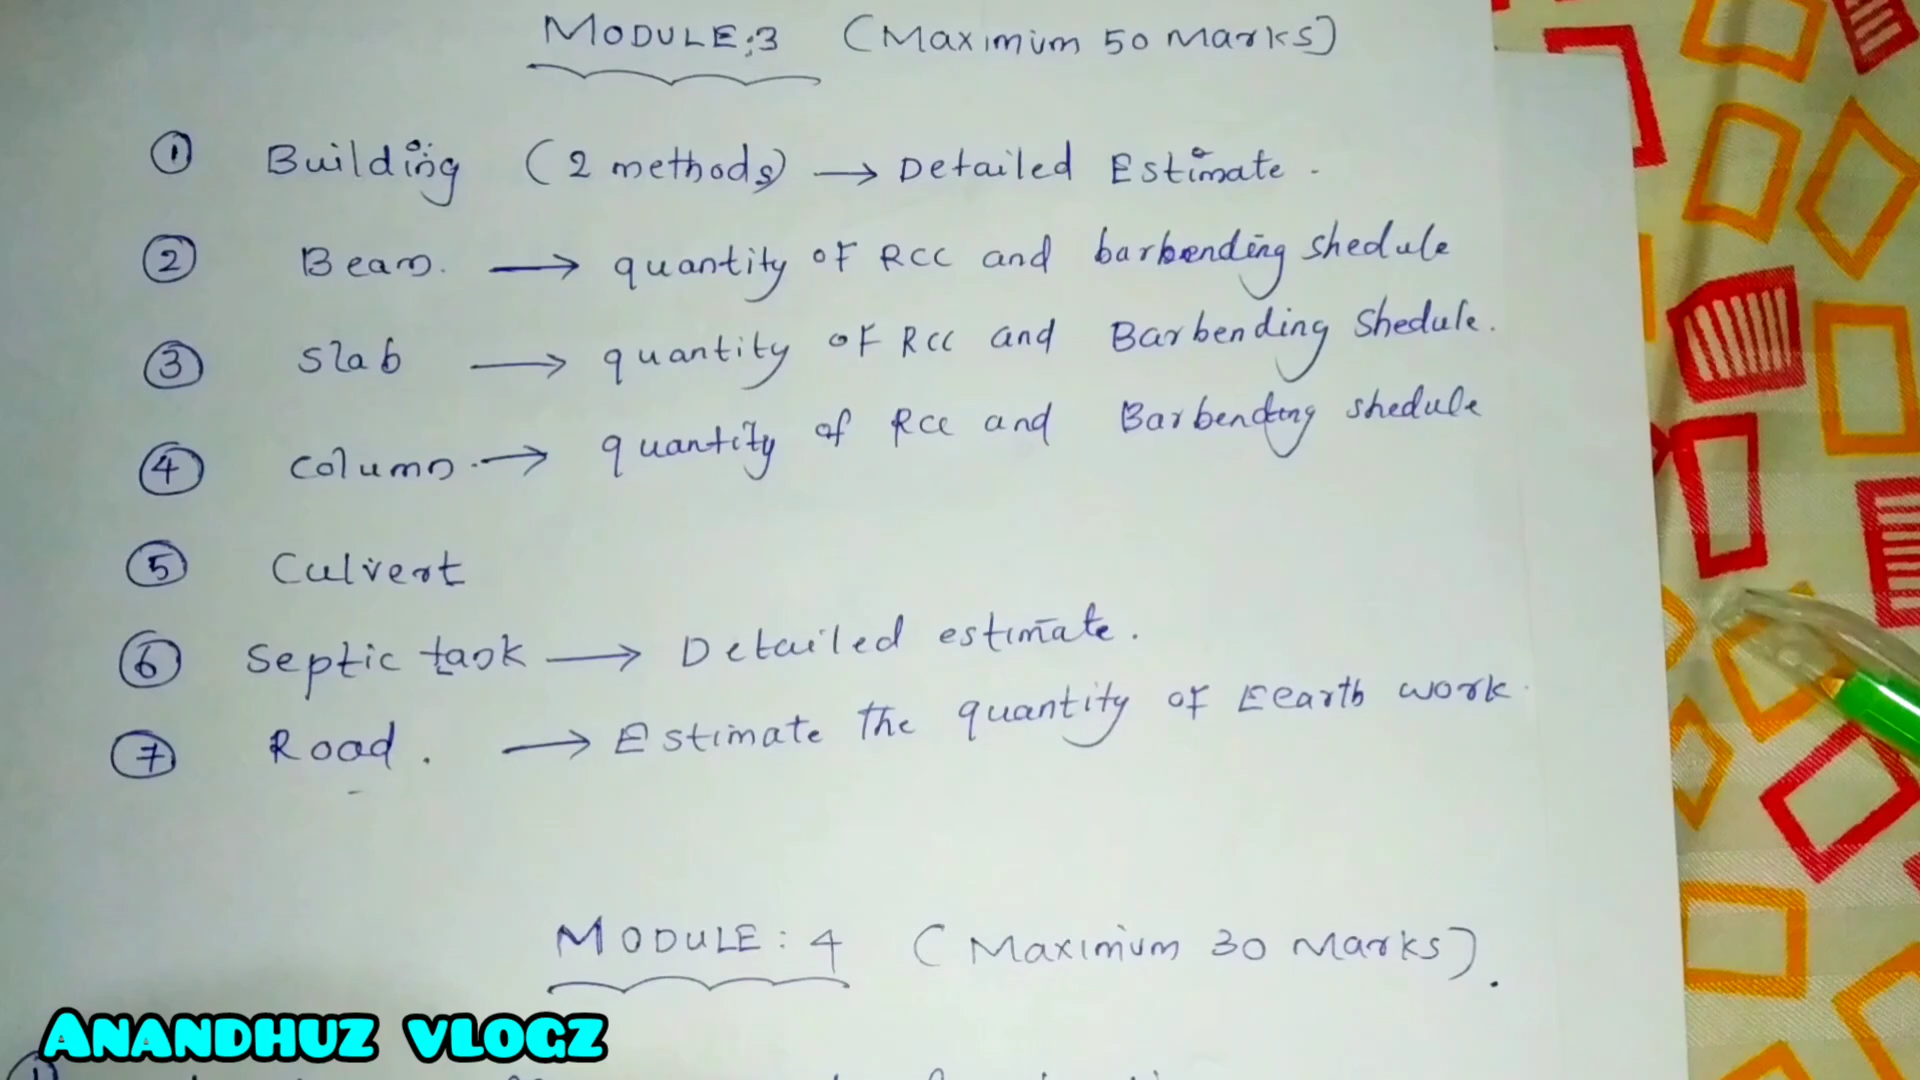 MODULE:3 (Maximum 50 Marks)
1 Building (2 methods) → Detailed Estimate.
2 Beam. → quantity of RCC and barbending shedule
3 Slab → quantity of RCC and Barbending Shedule.
4 Column. → quantity of RCC and Barbending shedule
5 Culvert
6 Septic tank → Detailed estimate.
7 Road. → Estimate the quantity of Eearth work.
MODULE: 4 (Maximum 30 Marks).
ANANDHUZ VLOGZ